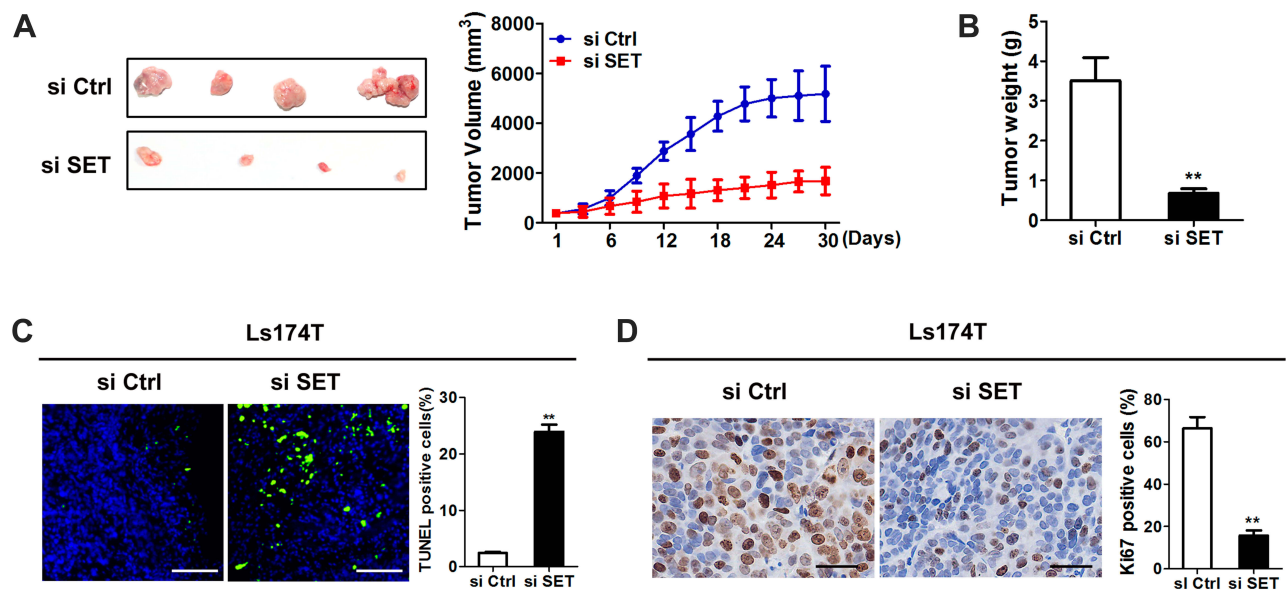 A
si Ctrl
si SET
Tumor Volume (mm³)
8000
6000
4000
2000
0
si Ctrl
si SET
1 6 12 18 24 30 (Days)
B
Tumor weight (g)
5
4
3
2
1
0
**
si Ctrl si SET
C
Ls174T
si Ctrl si SET
TUNEL positive cells(%)
30
20
10
0
**
si Ctrl si SET
D
Ls174T
si Ctrl si SET
Ki67 positive cells (%)
80
60
40
20
0
**
sI Ctrl si SET